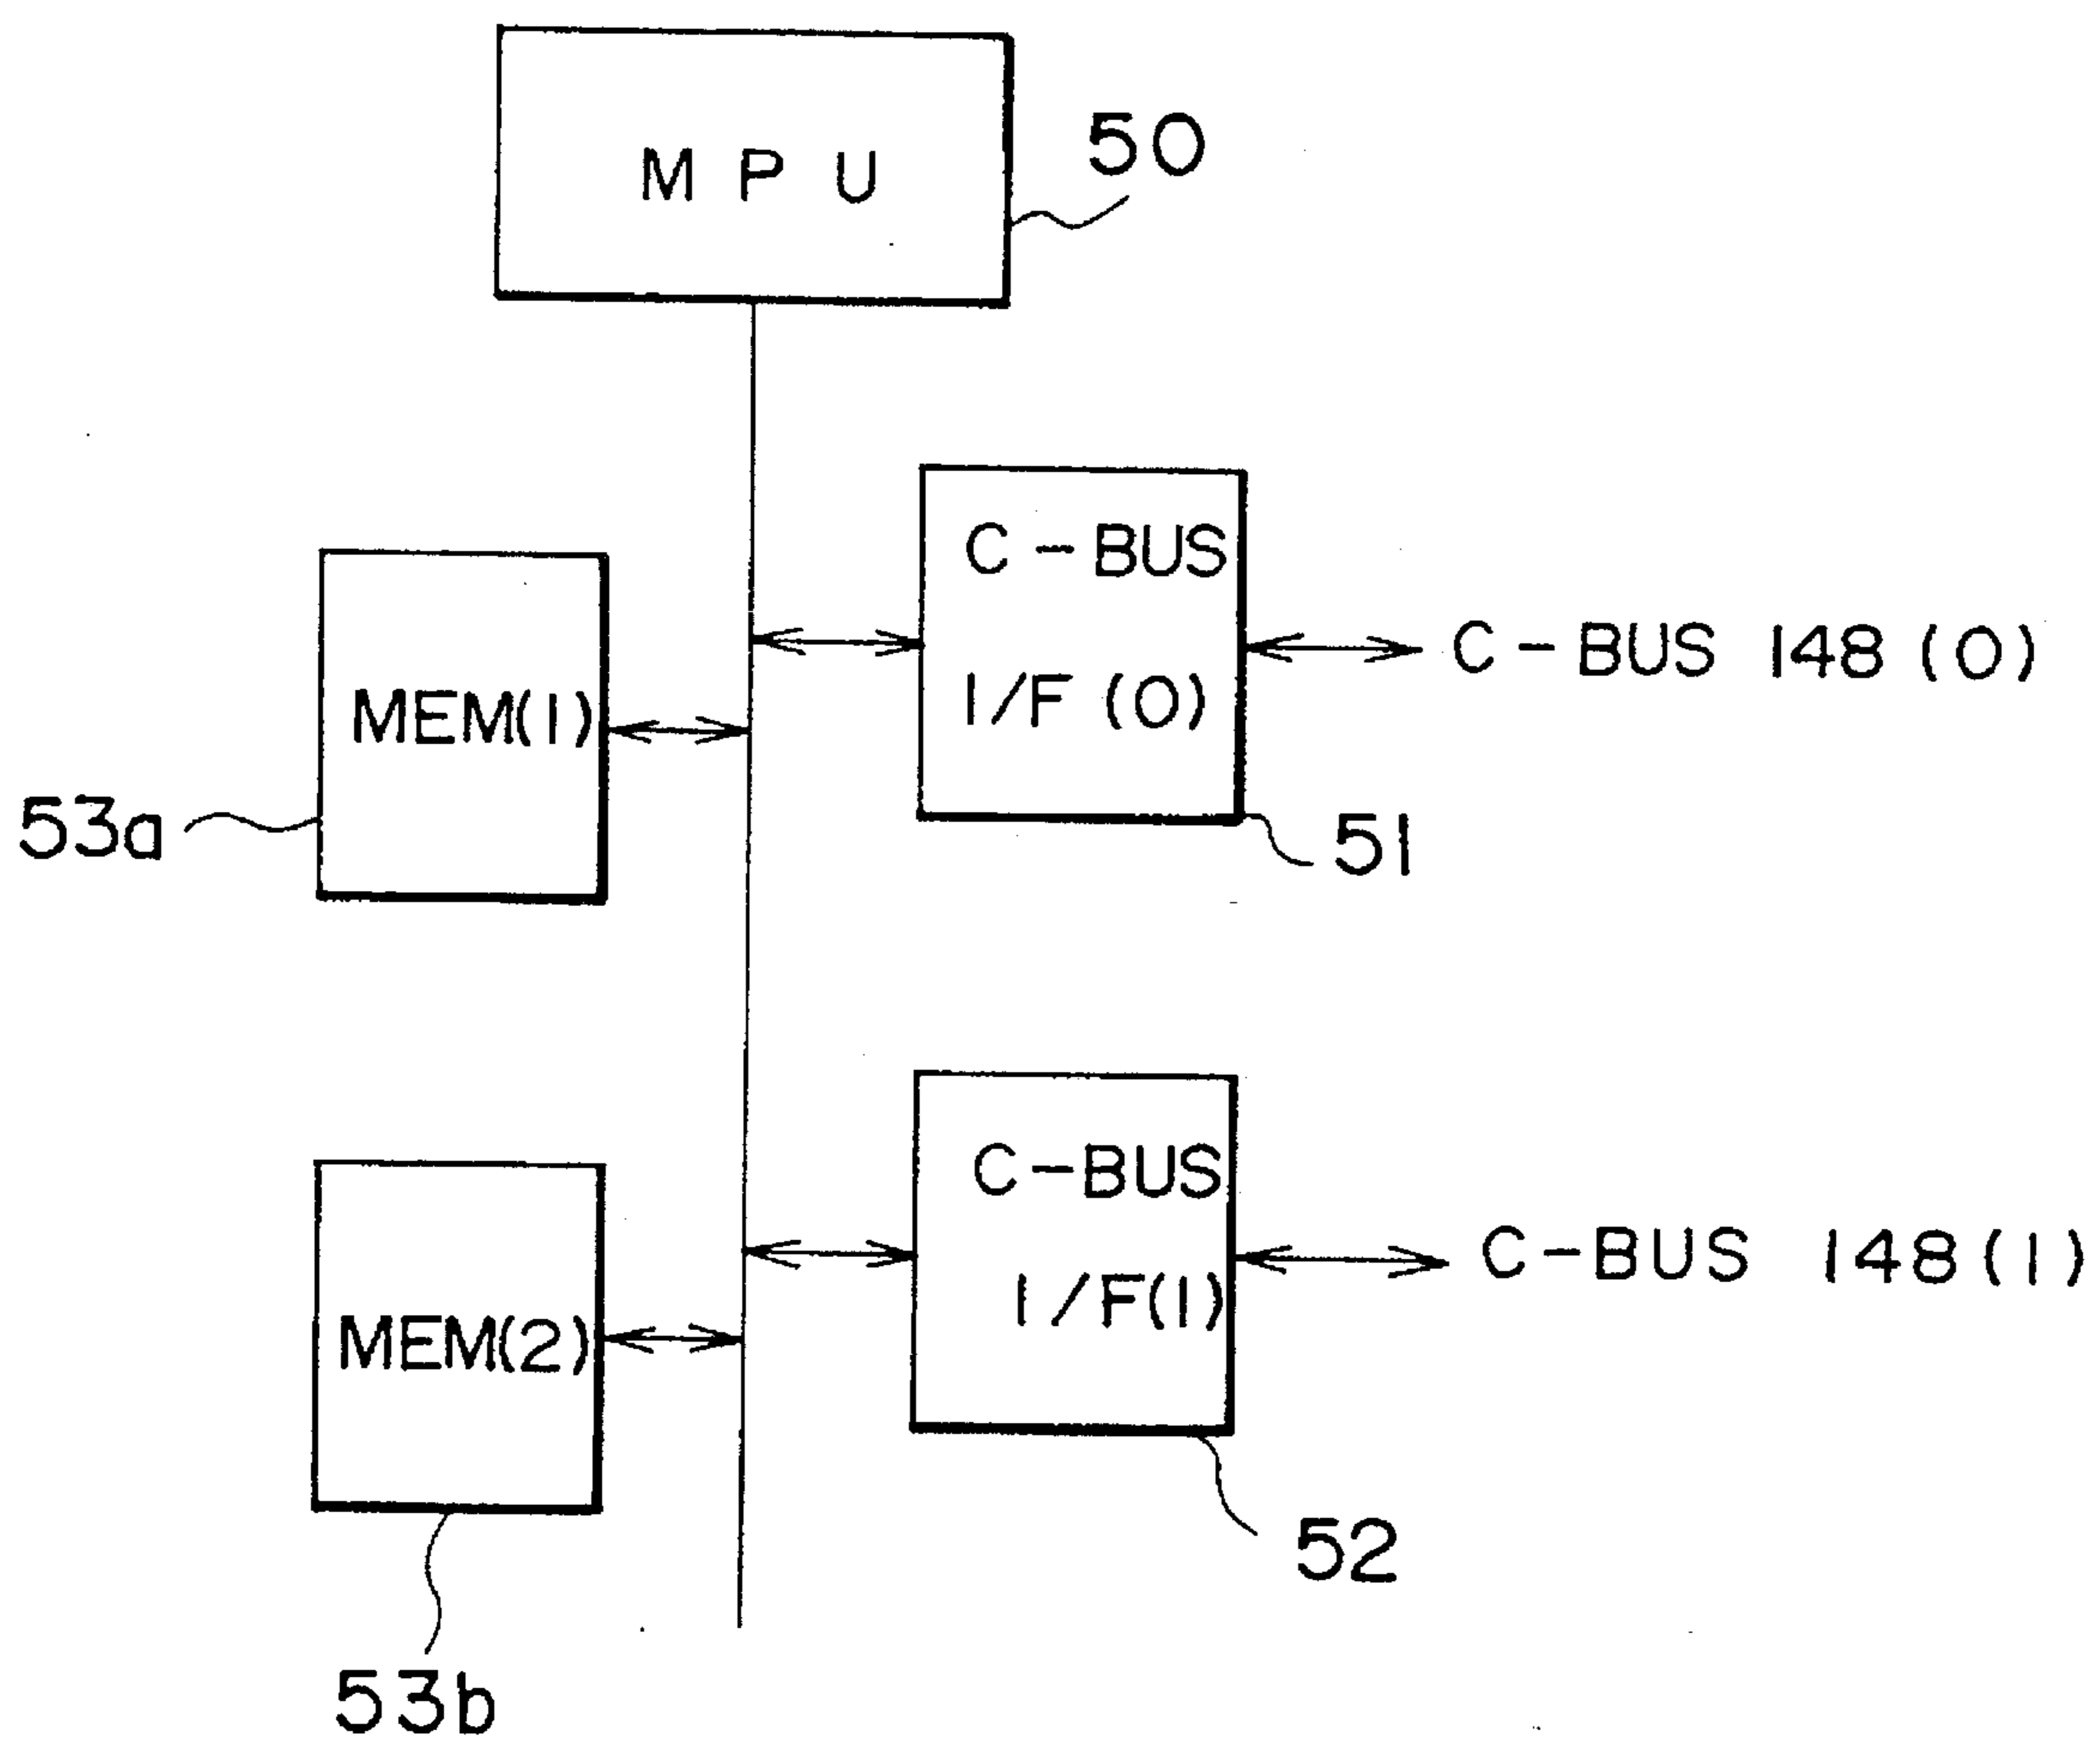 M P U
50
C-BUS
I/F (0)
C-BUS 148 (0)
MEM(1)
53a
51
C-BUS
I/F(1)
C-BUS 148(1)
MEM(2)
52
53b